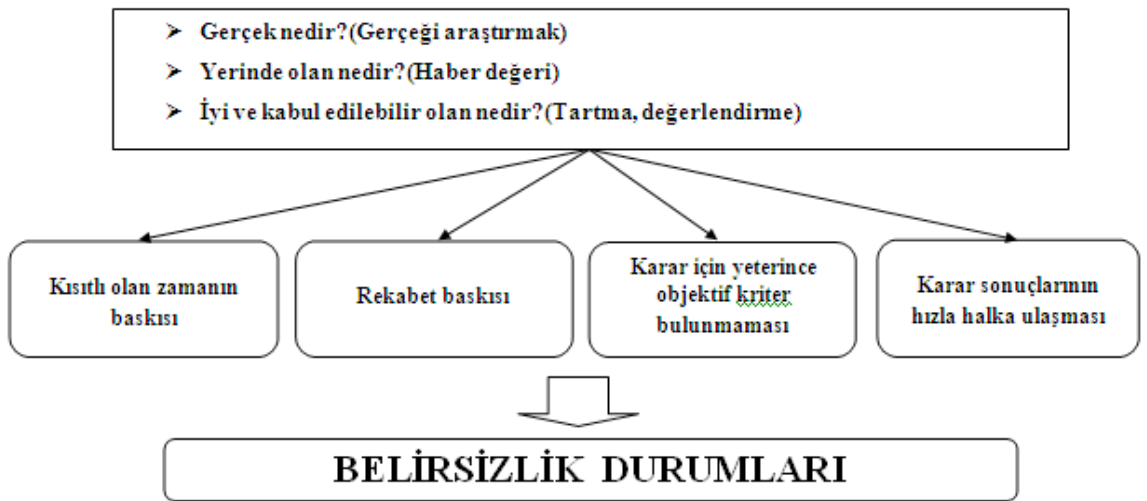 ➢ Gerçek nedir?(Gerçeği araştırmak)
➢ Yerinde olan nedir?(Haber değeri)
➢ İyi ve kabul edilebilir olan nedir?(Tartma, değerlendirme)
Kısıtlı olan zamanın
baskısı
Rekabet baskısı
Karar için yeterince
objektif kriter
bulunmaması
Karar sonuçlarının
hızla halka ulaşması
BELİRSİZLİK DURUMLARI